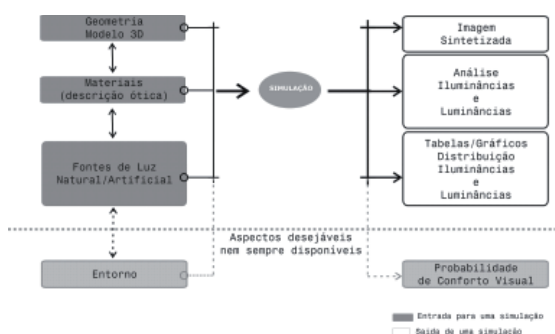 Geometria
Modelo 3D
Materiais
(descrição ótica)
Fontes de Luz
Natural/Artificial
Entorno
SIMULAÇÃO
Imagem
Sintetizada
Análise
Iluminâncias
e
Luminâncias
Tabelas/Gráficos
Distribuição
Iluminâncias
e
Luminâncias
Aspectos desejáveis
nem sempre disponíveis
Probabilidade
de Conforto Visual
Entrada para uma simulação
Saída de uma simulação